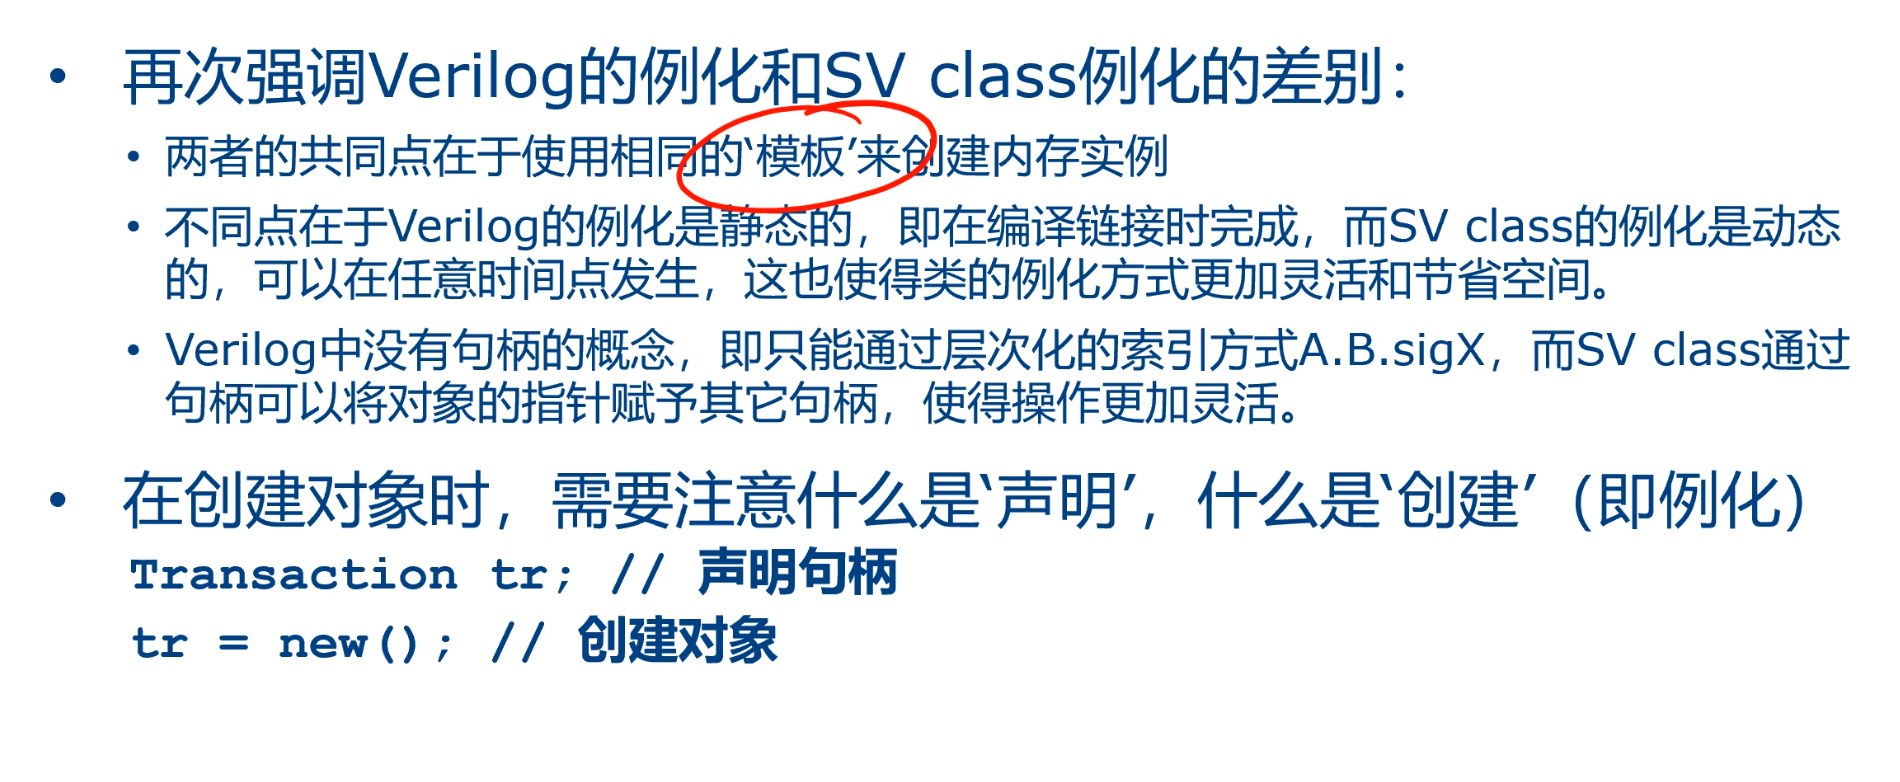 • 再次强调Verilog的例化和SV class例化的差别：
• 两者的共同点在于使用相同的‘模板’来创建内存实例
• 不同点在于Verilog的例化是静态的，即在编译链接时完成，而SV class的例化是动态
的，可以在任意时间点发生，这也使得类的例化方式更加灵活和节省空间。
• Verilog中没有句柄的概念，即只能通过层次化的索引方式A.B.sigX，而SV class通过
句柄可以将对象的指针赋予其它句柄，使得操作更加灵活。
• 在创建对象时，需要注意什么是‘声明’，什么是‘创建’（即例化）
Transaction tr; // 声明句柄
tr = new(); // 创建对象